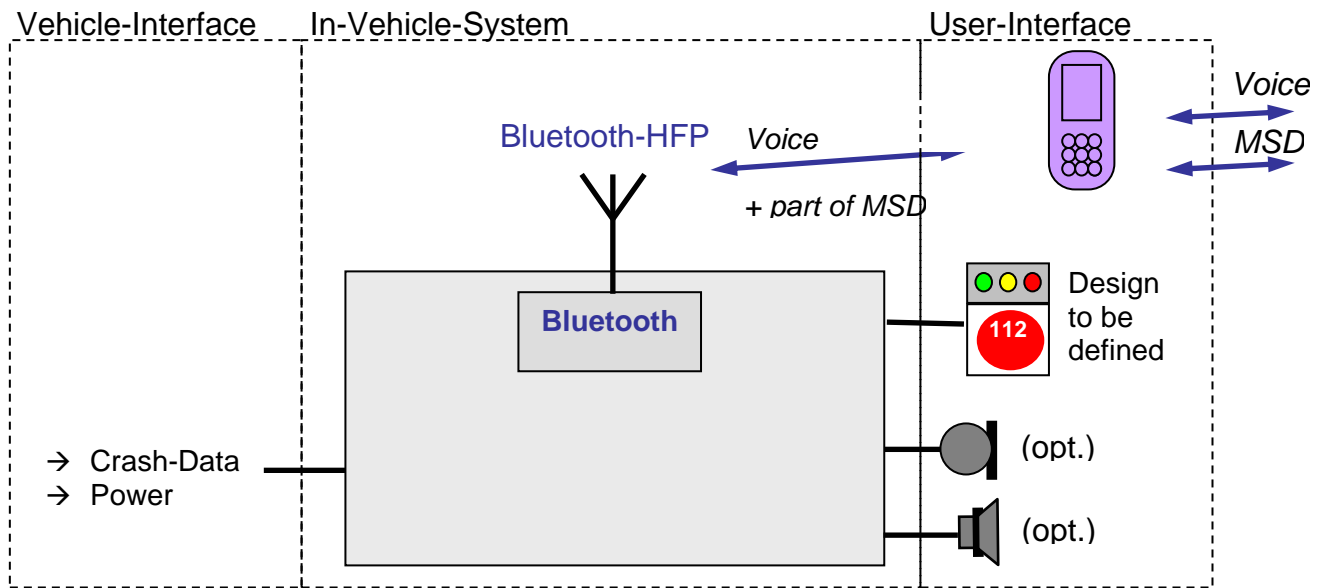 Vehicle-Interface
In-Vehicle-System
User-Interface
Voice
MSD
Bluetooth-HFP
Voice
+ part of MSD
Bluetooth
112
Design
to be
defined
→ Crash-Data
→ Power
(opt.)
(opt.)